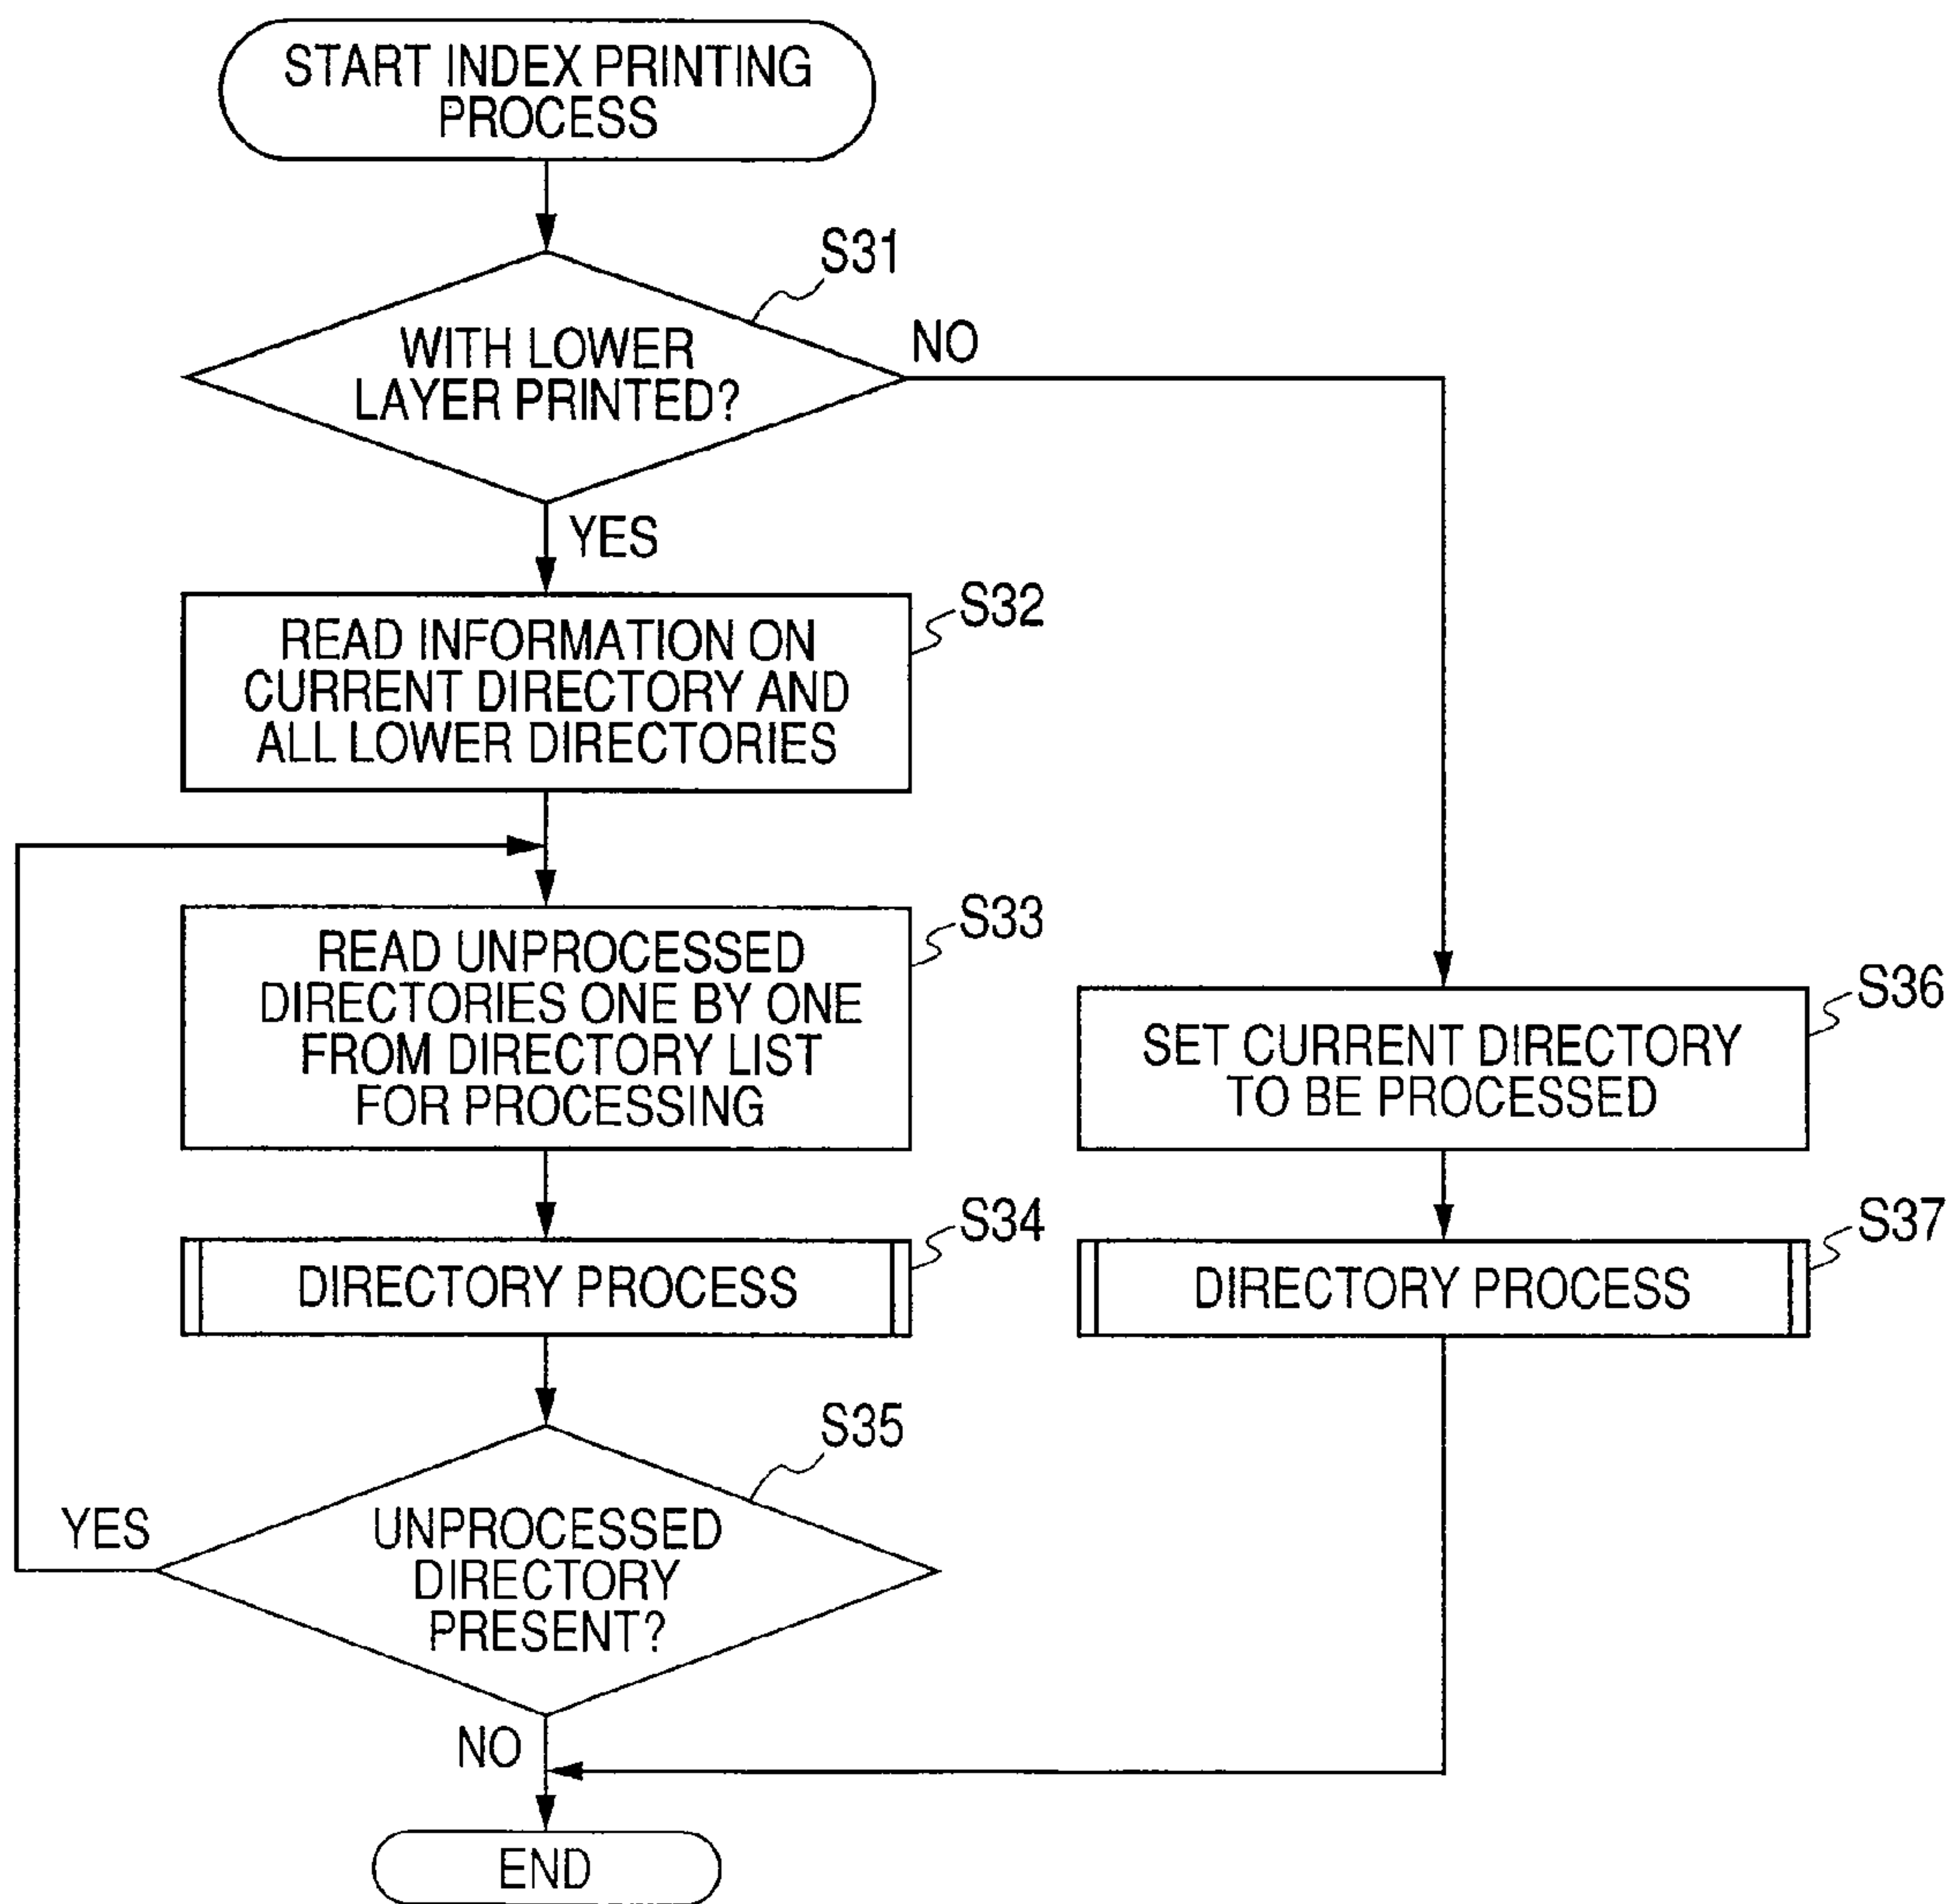 START INDEX PRINTING
PROCESS
S31
WITH LOWER
LAYER PRINTED?
NO
YES
S32
READ INFORMATION ON
CURRENT DIRECTORY AND
ALL LOWER DIRECTORIES
S33
READ UNPROCESSED
DIRECTORIES ONE BY ONE
FROM DIRECTORY LIST
FOR PROCESSING
S36
SET CURRENT DIRECTORY
TO BE PROCESSED
S34
DIRECTORY PROCESS
S37
DIRECTORY PROCESS
S35
YES
UNPROCESSED
DIRECTORY
PRESENT?
NO
END